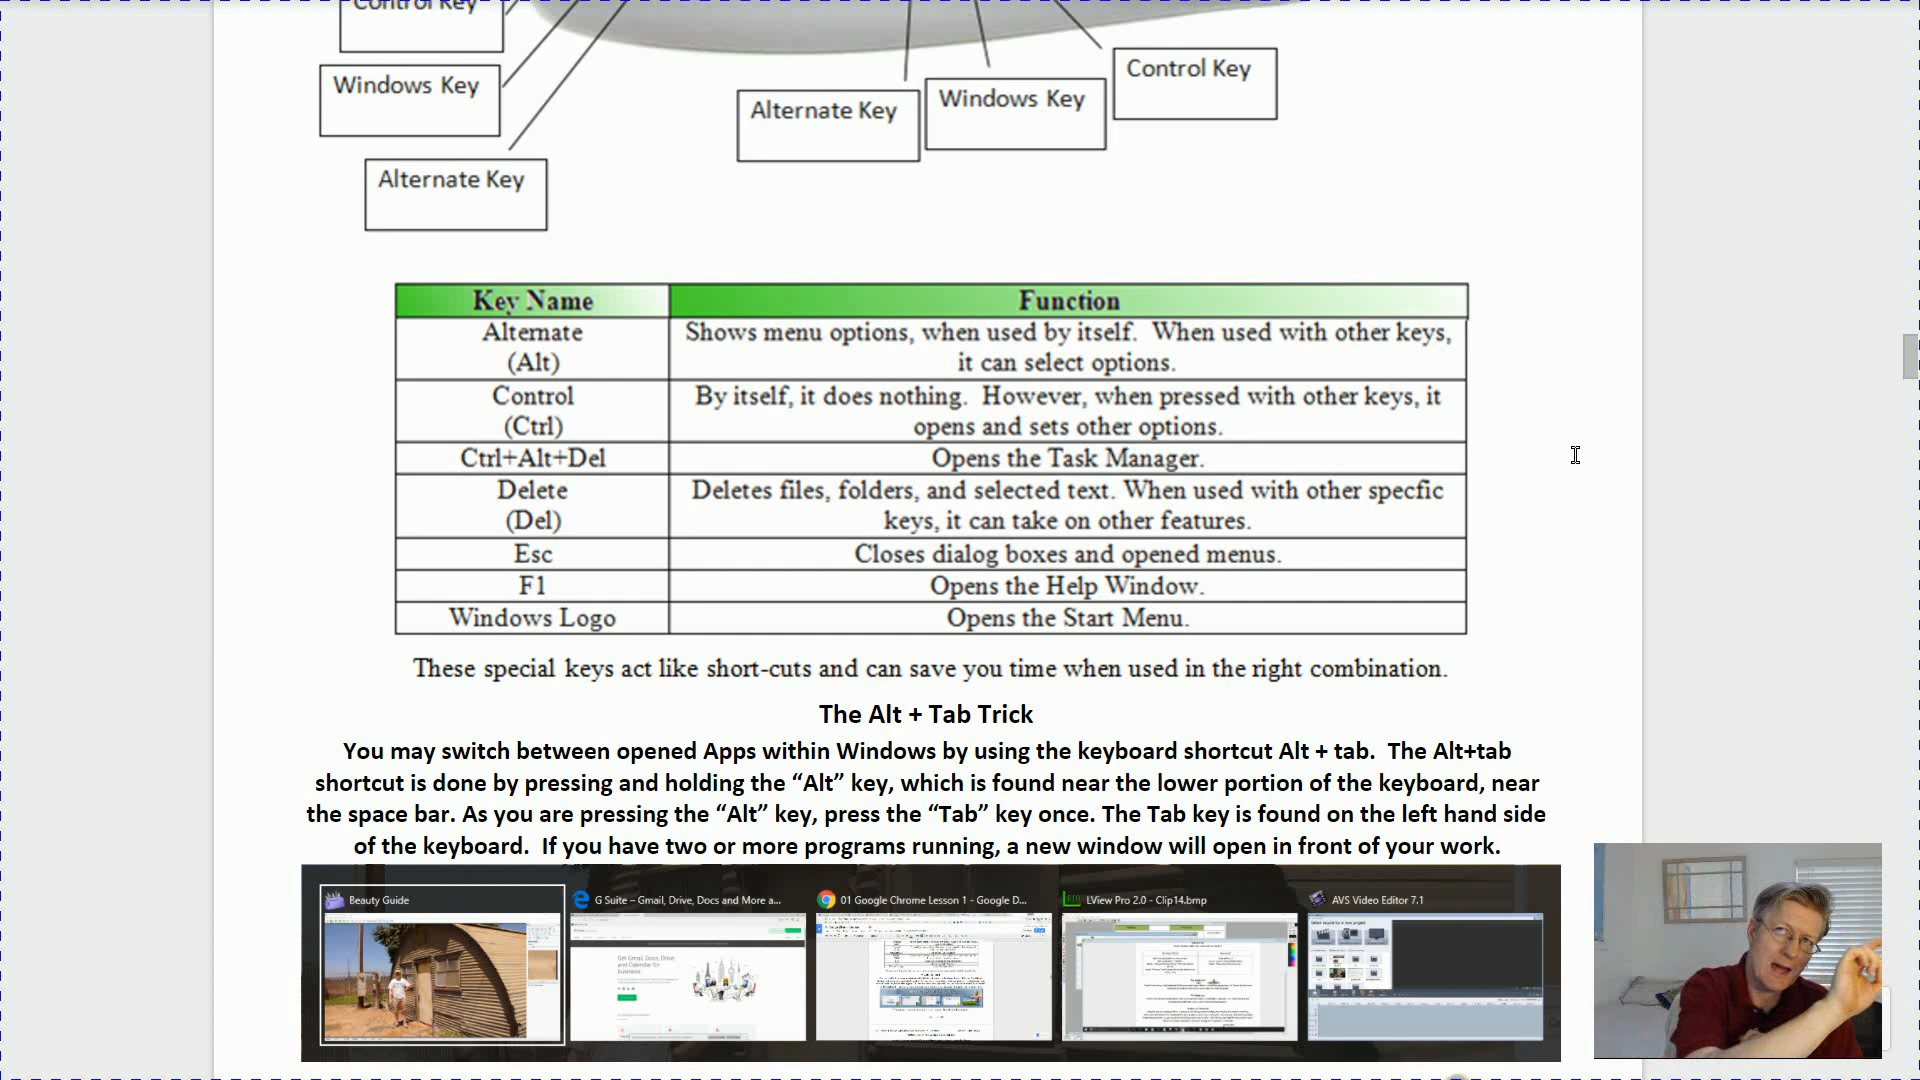 Control Key
Windows Key
Alternate Key
Alternate Key
Windows Key
Control Key
Key Name
Function
Alternate
(Alt)
Shows menu options, when used by itself. When used with other keys,
it can select options.
Control
(Ctrl)
By itself, it does nothing. However, when pressed with other keys, it
opens and sets other options.
Ctrl+Alt+Del
Opens the Task Manager.
Delete
(Del)
Deletes files, folders, and selected text. When used with other specfic
keys, it can take on other features.
Esc
Closes dialog boxes and opened menus.
F1
Opens the Help Window.
Windows Logo
Opens the Start Menu.
These special keys act like short-cuts and can save you time when used in the right combination.
The Alt + Tab Trick
You may switch between opened Apps within Windows by using the keyboard shortcut Alt + tab. The Alt+tab
shortcut is done by pressing and holding the “Alt” key, which is found near the lower portion of the keyboard, near
the space bar. As you are pressing the “Alt” key, press the “Tab” key once. The Tab key is found on the left hand side
of the keyboard. If you have two or more programs running, a new window will open in front of your work.
Beauty Guide
G Suite – Gmail, Drive, Docs and More a...
01 Google Chrome Lesson 1 - Google D...
LView Pro 2.0 - Clip14.bmp
AVS Video Editor 7.1
Get Gmail, Docs, Drive,
and Calendar for
business.